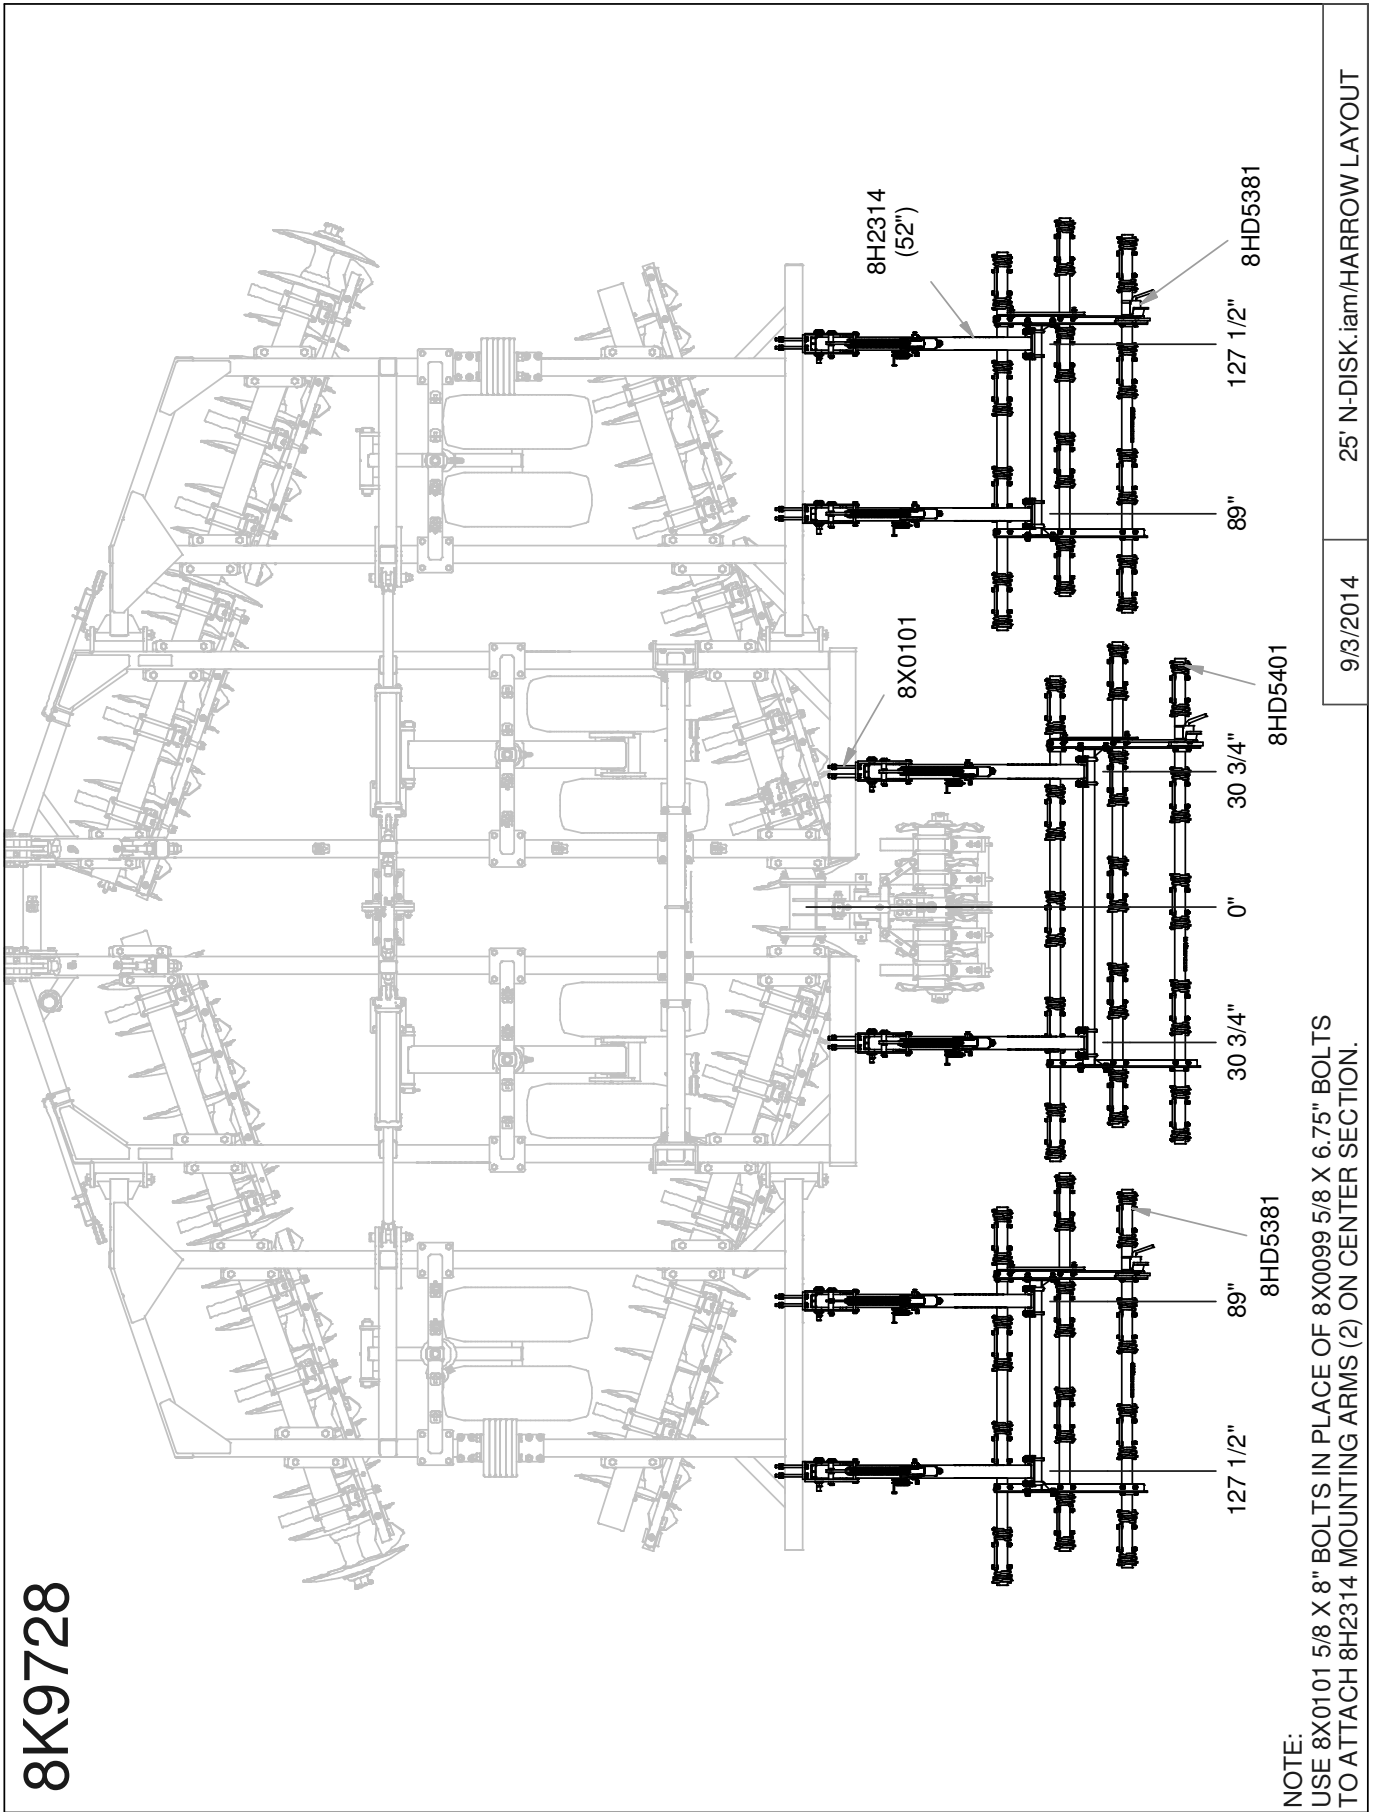 8K9728
8H2314
(52")
8X0101
127 1/2"
89"
30 3/4"
0"
30 3/4"
89"
127 1/2"
8HD5381
8HD5401
8HD5381
NOTE:
USE 8X0101 5/8 X 8" BOLTS IN PLACE OF 8X0099 5/8 X 6.75" BOLTS
TO ATTACH 8H2314 MOUNTING ARMS (2) ON CENTER SECTION.
9/3/2014
25' N-DISK.iam/HARROW LAYOUT